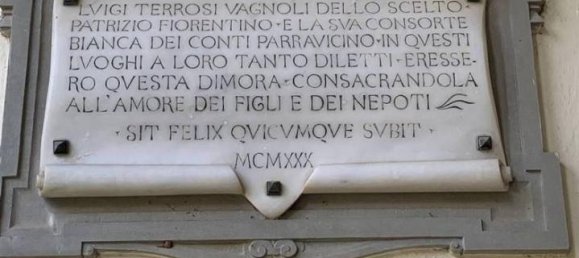 LVIGI TERROSI VAGNOLI DELLO SCELTO·
PATRIZIO FIORENTINO·E LA SVA CONSORTE
BIANCA DEI CONTI PARRAVICINO·IN QVESTI
LVOGHI A LORO TANTO DILETTI·ERESSE-
RO QVESTA DIMORA·CONSACRANDOLA
ALL'AMORE DEI FIGLI E DEI NEPOTI
·SIT FELIX QVICVMQVE SVBIT·
MCMXXX